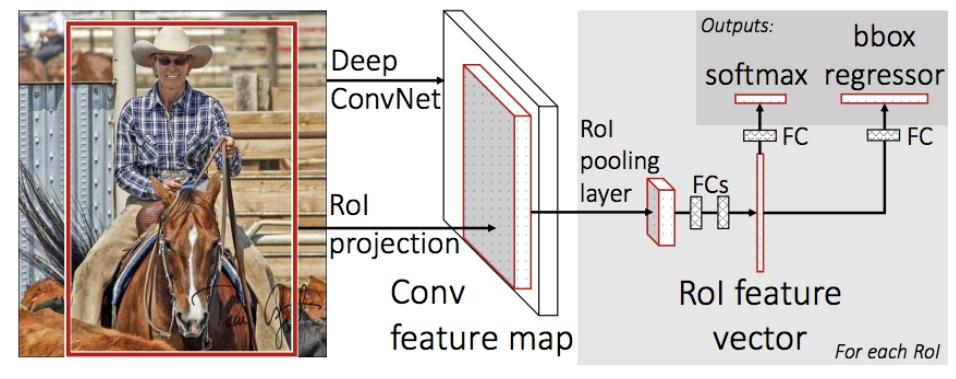 Deep
ConvNet
RoI
projection
Conv
feature map
RoI
pooling
layer
FCs
RoI feature
vector
For each RoI
Outputs:
softmax
bbox
regressor
FC
FC